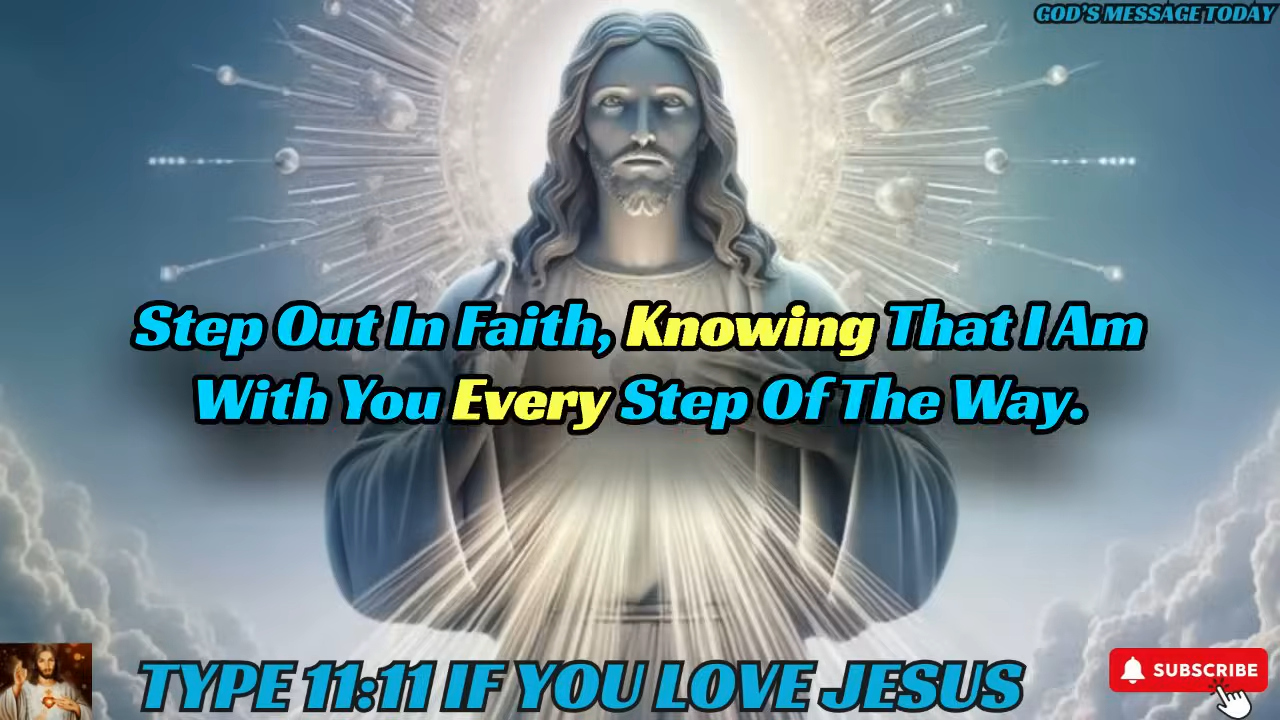 GOD'S MESSAGE TODAY
Step Out In Faith, Knowing That I Am
With You Every Step Of The Way.
TYPE 11:11 IF YOU LOVE JESUS
SUBSCRIBE